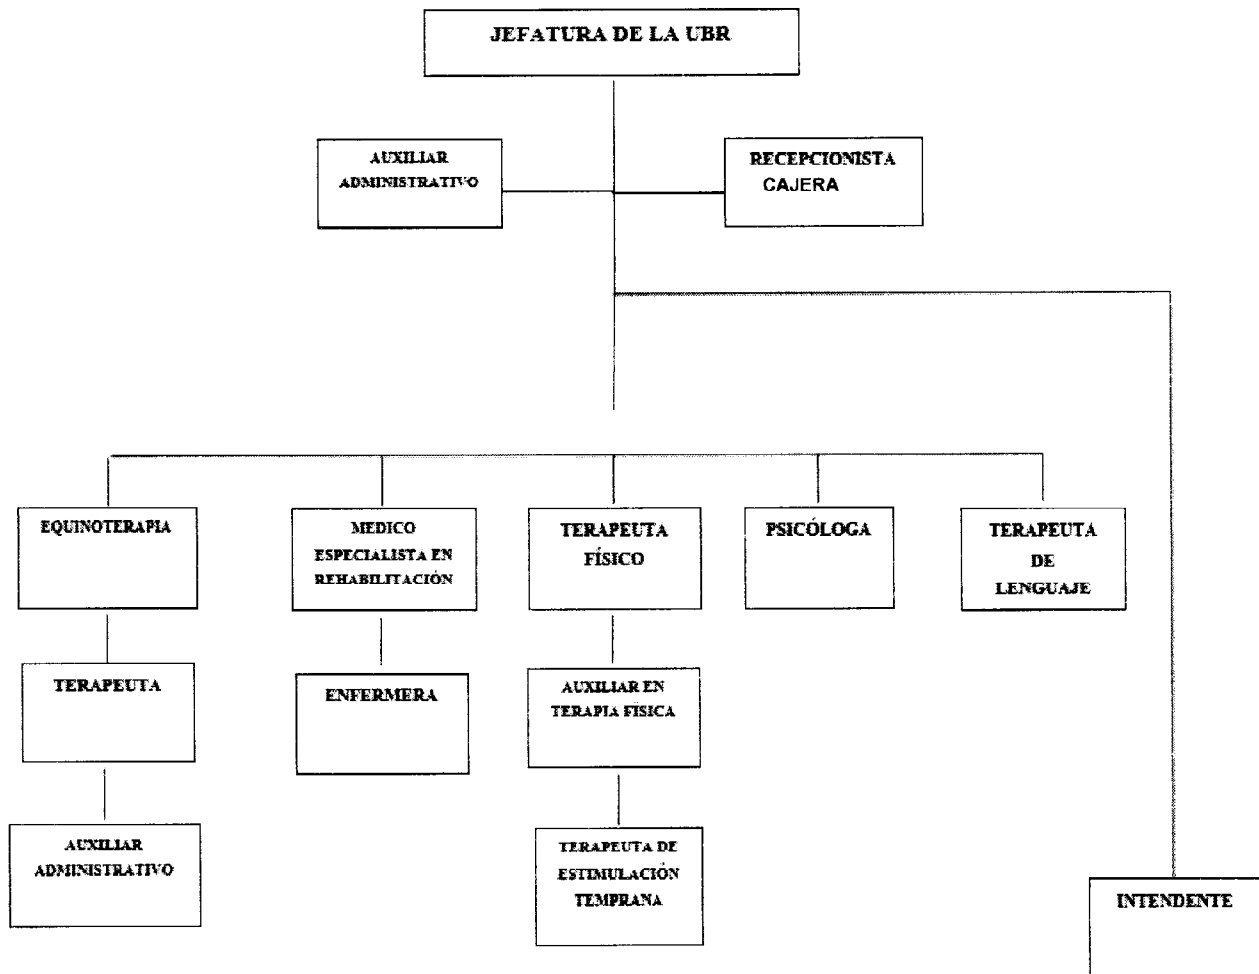 JEFATURA DE LA UBR
AUXILIAR
ADMINISTRATIVO
RECEPCIONISTA
CAJERA
EQUINOTERAPIA
MEDICO
ESPECIALISTA EN
REHABILITACIÓN
TERAPEUTA
FÍSICO
PSICÓLOGA
TERAPEUTA
DE
LENGUAJE
TERAPEUTA
ENFERMERA
AUXILIAR EN
TERAPIA FÍSICA
AUXILIAR
ADMINISTRATIVO
TERAPEUTA DE
ESTIMULACIÓN
TEMPRANA
INTENDENTE